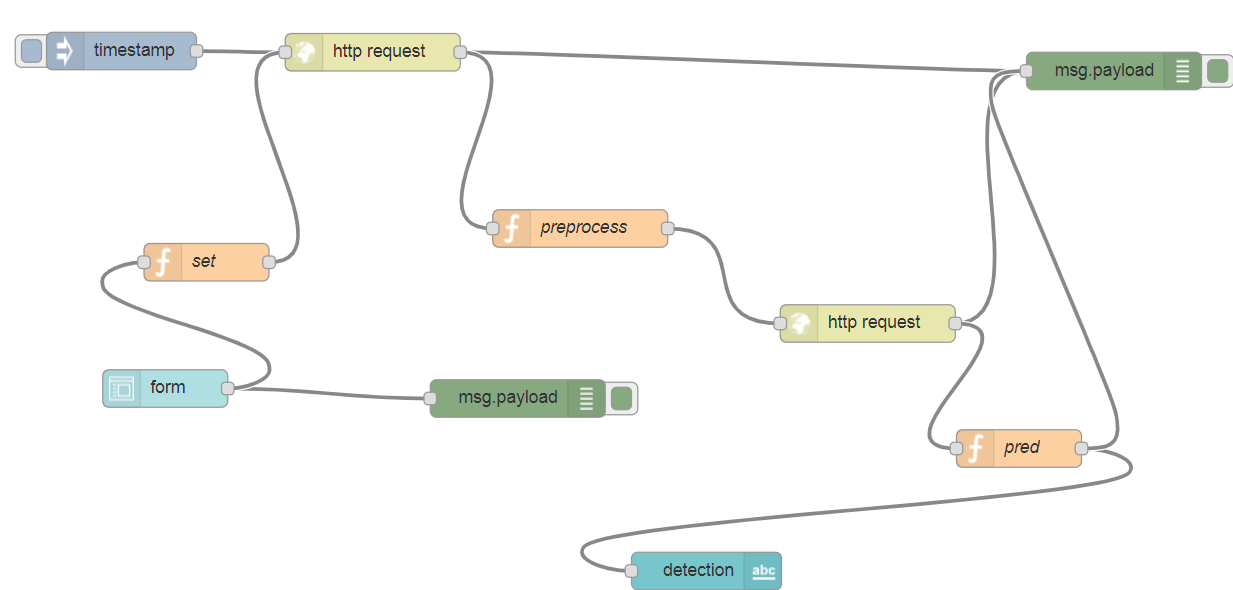 timestamp
http request
msg.payload
preprocess
set
http request
form
msg.payload
pred
detection
abc